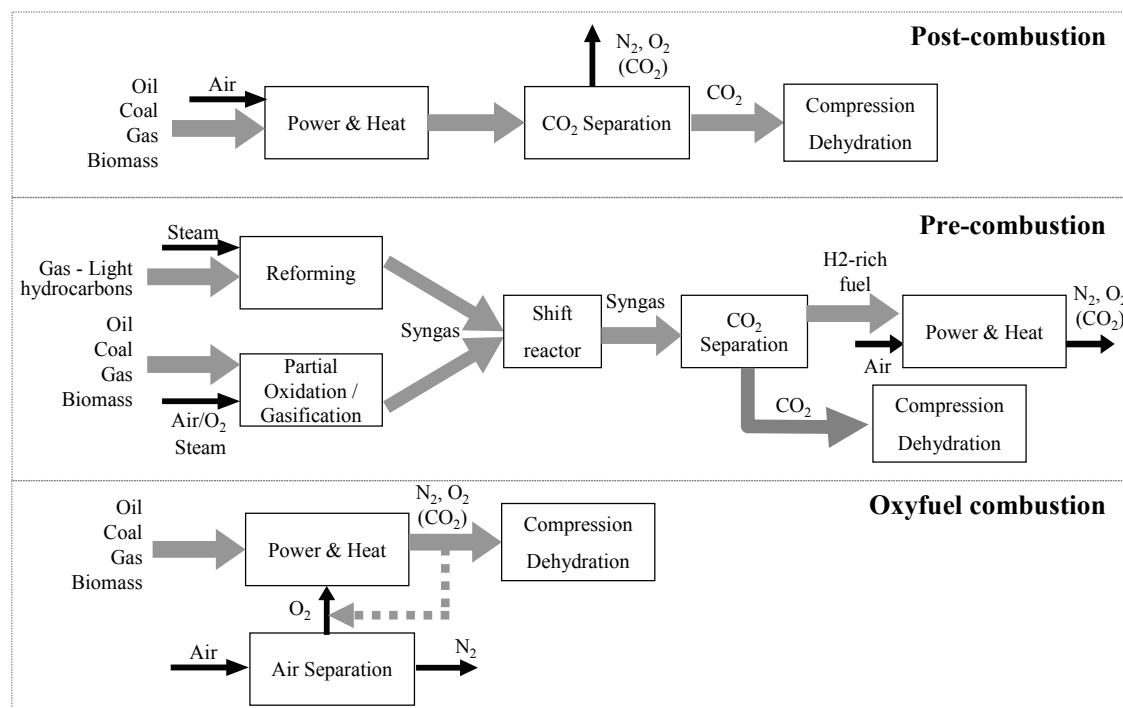 Post-combustion
N₂, O₂
(CO₂)
Oil
Coal
Gas
Biomass
Air
Power & Heat
CO₂ Separation
CO₂
Compression
Dehydration
Pre-combustion
Steam
Gas - Light
hydrocarbons
Reforming
Oil
Coal
Gas
Biomass
Air/O₂
Steam
Partial
Oxidation /
Gasification
Syngas
Shift
reactor
Syngas
CO₂
Separation
H2-rich
fuel
Air
Power & Heat
N₂, O₂
(CO₂)
CO₂
Compression
Dehydration
Oxyfuel combustion
Oil
Coal
Gas
Biomass
Power & Heat
N₂, O₂
(CO₂)
Compression
Dehydration
O₂
Air
Air Separation
N₂